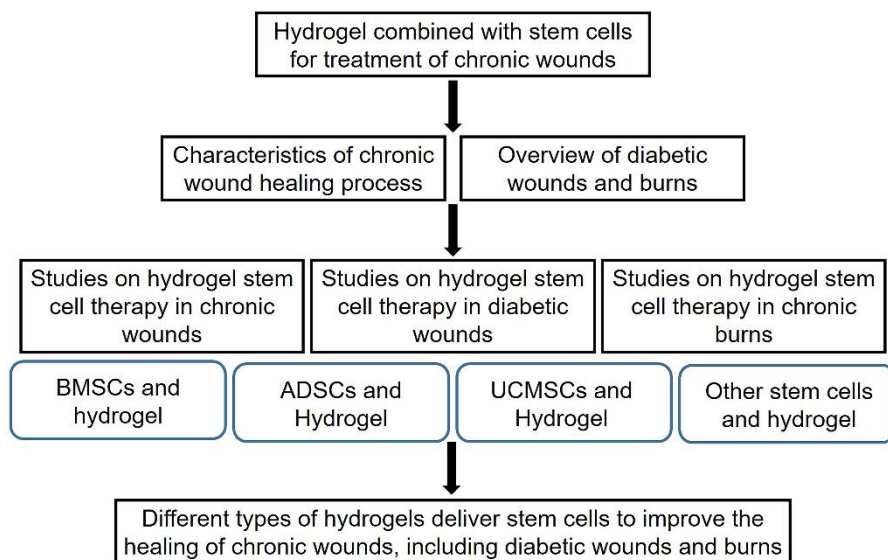 Hydrogel combined with stem cells
for treatment of chronic wounds
Characteristics of chronic
wound healing process
Overview of diabetic
wounds and burns
Studies on hydrogel stem
cell therapy in chronic
wounds
Studies on hydrogel stem
cell therapy in diabetic
wounds
Studies on hydrogel stem
cell therapy in chronic
burns
BMSCs and
hydrogel
ADSCs and
Hydrogel
UCMSCs and
Hydrogel
Other stem cells
and hydrogel
Different types of hydrogels deliver stem cells to improve the
healing of chronic wounds, including diabetic wounds and burns